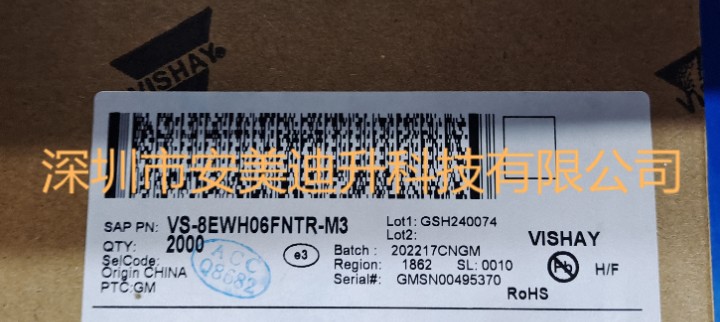 VISHAY
VISHAY
深圳市安美迪升科技有限公司
SAP PN: VS-8EWH06FNTR-M3
QTY: 2000
SelCode:
Origin CHINA
PTC:GM
ACC
Q8682
e3
Lot1: GSH240074
Lot2:
Batch : 202217CNGM
Region: 1862 SL: 0010
Serial#: GMSN00495370
VISHAY
Pb
H/F
RoHS